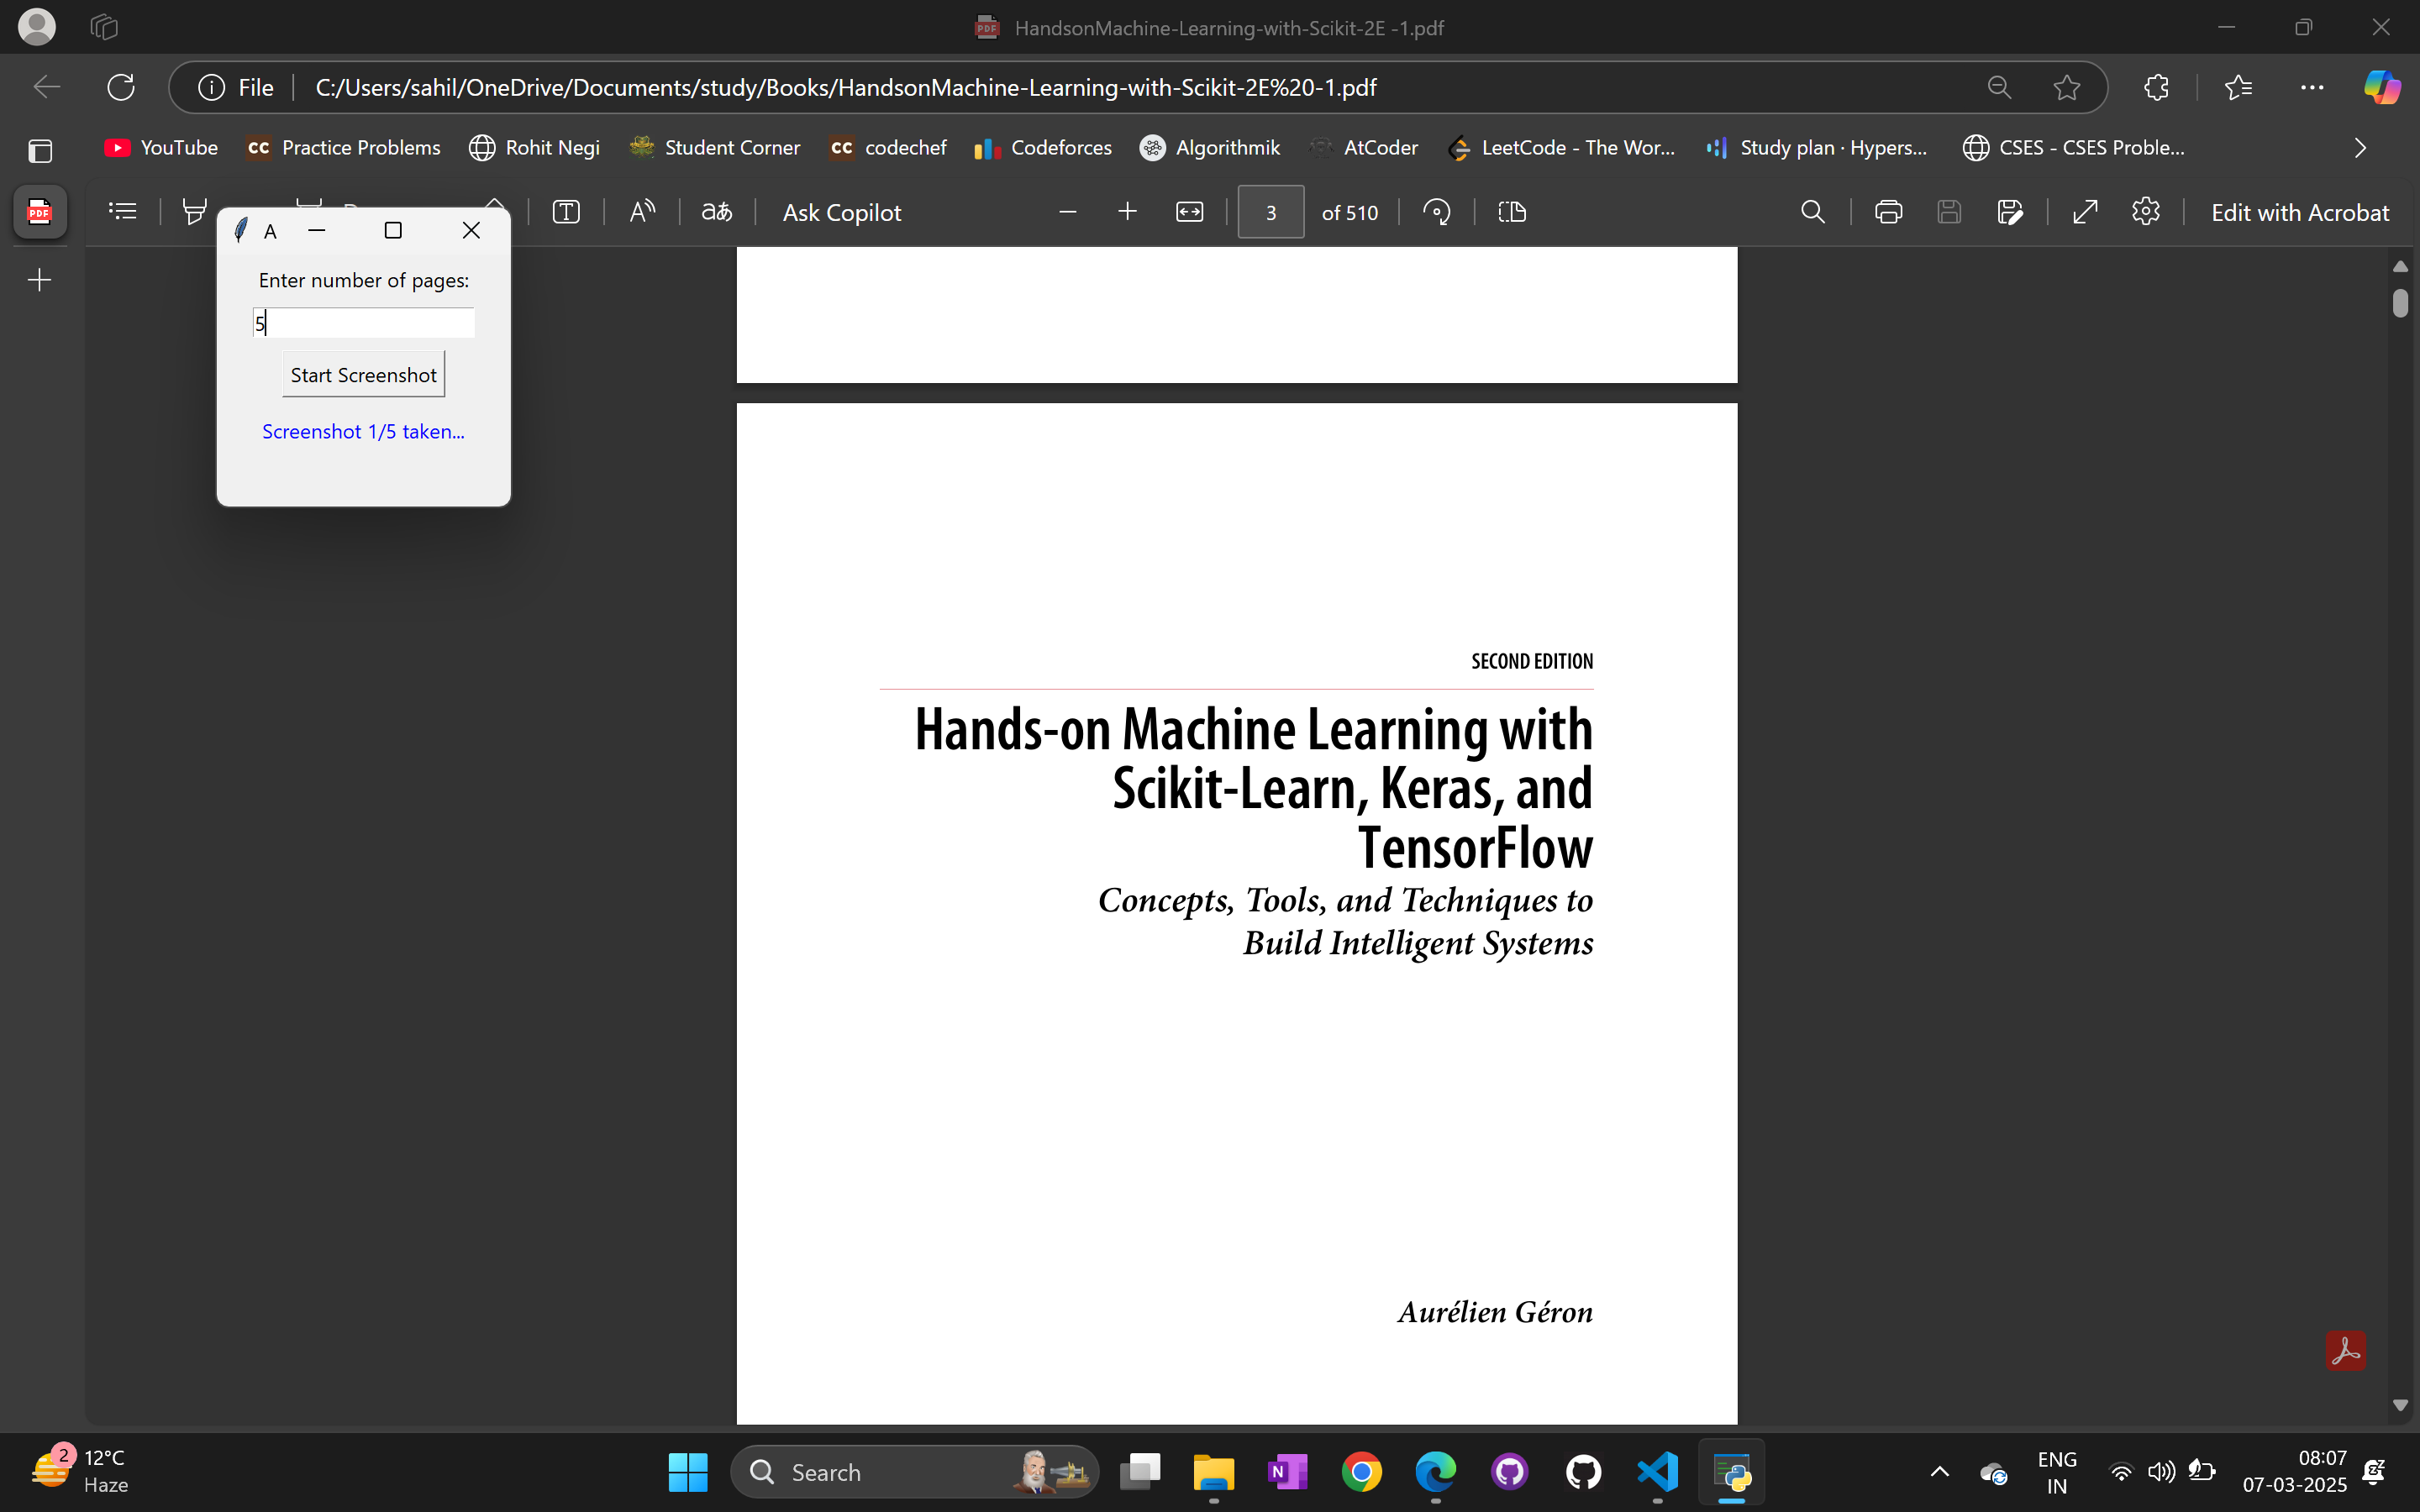 HandsonMachine-Learning-with-Scikit-2E -1.pdf
File C:/Users/sahil/OneDrive/Documents/study/Books/HandsonMachine-Learning-with-Scikit-2E%20-1.pdf
YouTube CC Practice Problems Rohit Negi Student Corner CC codechef Codeforces Algorithmik AtCoder LeetCode - The Wor... Study plan · Hypers... CSES - CSES Proble...
PDF Ask Copilot 3 of 510 Edit with Acrobat
A
Enter number of pages:
5
Start Screenshot
Screenshot 1/5 taken...
SECOND EDITION
Hands-on Machine Learning with
Scikit-Learn, Keras, and
TensorFlow
Concepts, Tools, and Techniques to
Build Intelligent Systems
Aurélien Géron
2 12°C
Haze
Search
ENG
IN
08:07
07-03-2025